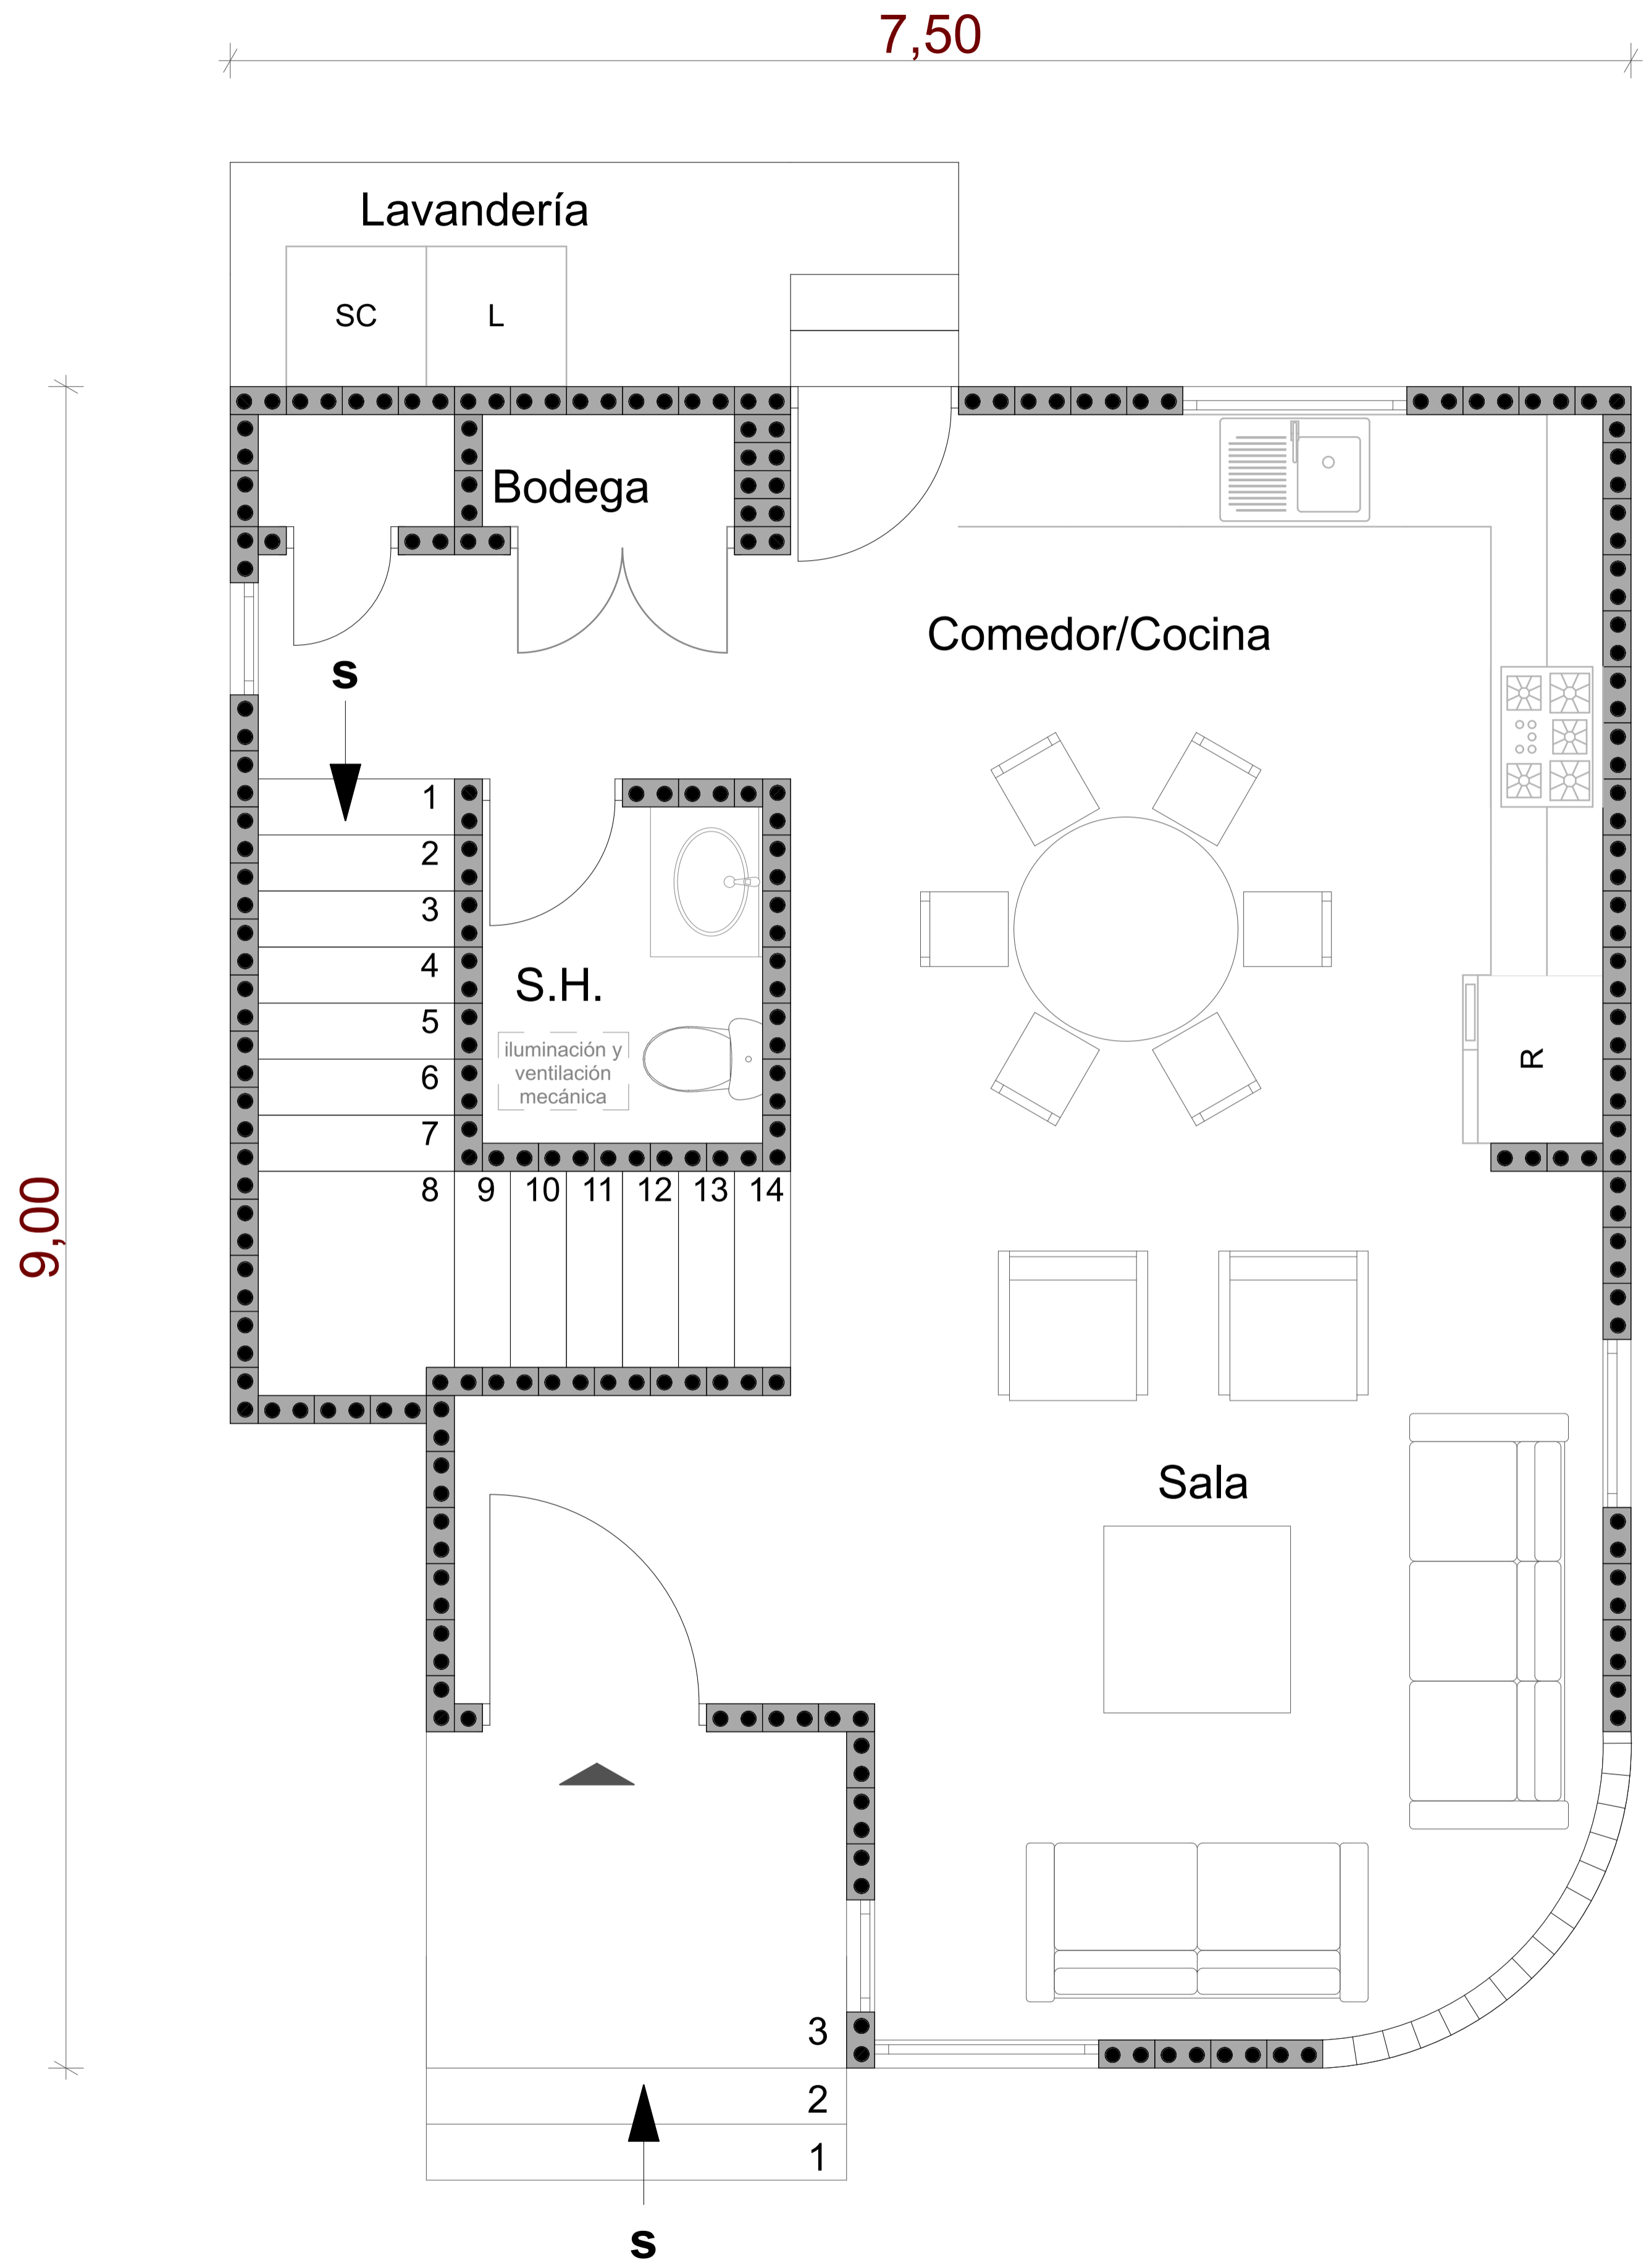 7,50
Lavandería
SC
L
Bodega
Comedor/Cocina
s
1
2
3
4
5
6
7
8 9 10 11 12 13 14
S.H.
iluminación y
ventilación
mecánica
R
9,00
Sala
3
2
1
s